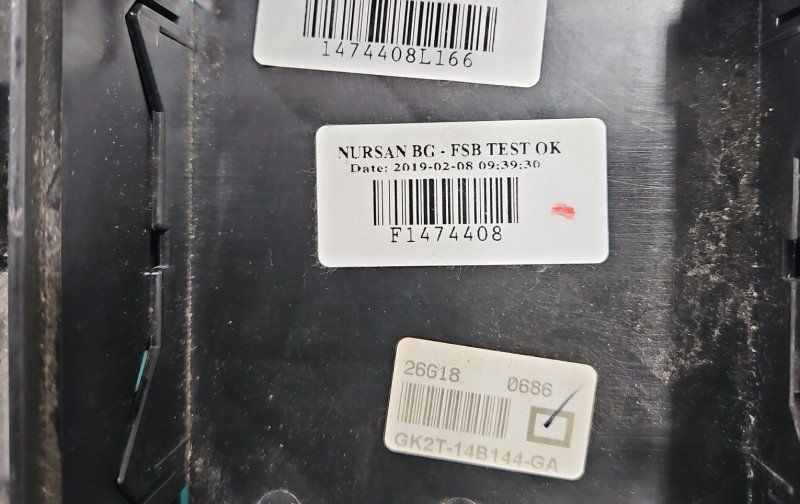 1474408L166
NURSAN BG - FSB TEST OK
Date: 2019-02-08 09:39:30
F1474408
26G18 0686
GK2T-14B144-GA